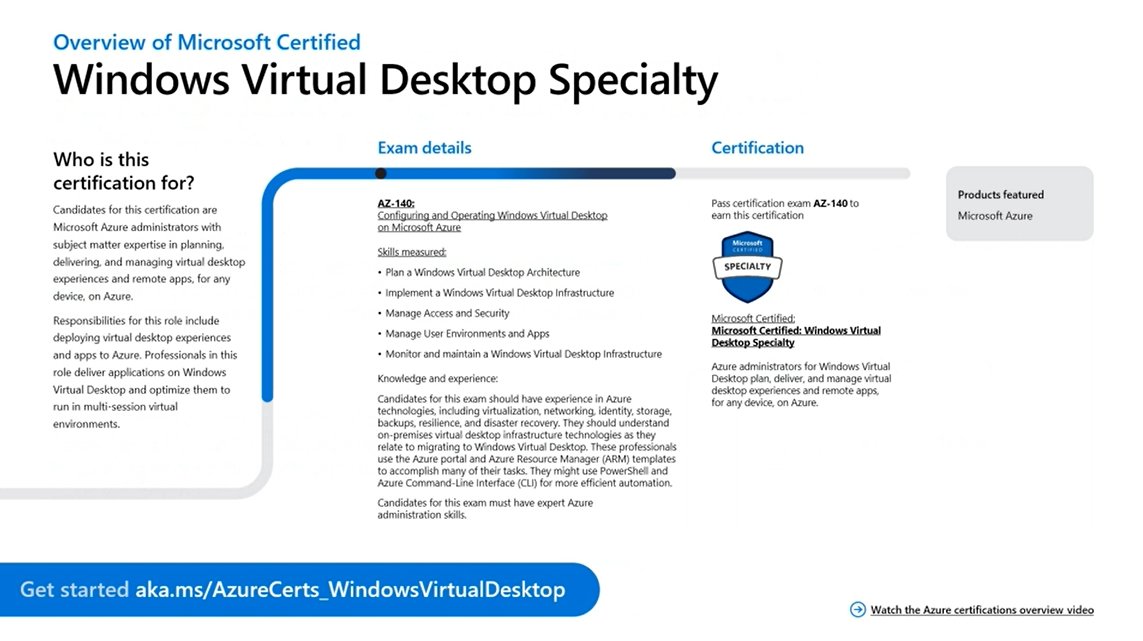 Overview of Microsoft Certified
Windows Virtual Desktop Specialty
Who is this
certification for?
Candidates for this certification are
Microsoft Azure administrators with
subject matter expertise in planning,
delivering, and managing virtual desktop
experiences and remote apps, for any
device, on Azure.
Responsibilities for this role include
deploying virtual desktop experiences
and apps to Azure. Professionals in this
role deliver applications on Windows
Virtual Desktop and optimize them to
run in multi-session virtual
environments.
Exam details
AZ-140:
Configuring and Operating Windows Virtual Desktop
on Microsoft Azure
Skills measured:
• Plan a Windows Virtual Desktop Architecture
• Implement a Windows Virtual Desktop Infrastructure
• Manage Access and Security
• Manage User Environments and Apps
• Monitor and maintain a Windows Virtual Desktop Infrastructure
Knowledge and experience:
Candidates for this exam should have experience in Azure
technologies, including virtualization, networking, identity, storage,
backups, resilience, and disaster recovery. They should understand
on-premises virtual desktop infrastructure technologies as they
relate to migrating to Windows Virtual Desktop. These professionals
use the Azure portal and Azure Resource Manager (ARM) templates
to accomplish many of their tasks. They might use PowerShell and
Azure Command-Line Interface (CLI) for more efficient automation.
Candidates for this exam must have expert Azure
administration skills.
Certification
Pass certification exam AZ-140 to
earn this certification
Microsoft
CERTIFIED
SPECIALTY
Microsoft Certified:
Microsoft Certified: Windows Virtual
Desktop Specialty
Azure administrators for Windows Virtual
Desktop plan, deliver, and manage virtual
desktop experiences and remote apps,
for any device, on Azure.
Products featured
Microsoft Azure
Get started aka.ms/AzureCerts_WindowsVirtualDesktop
Watch the Azure certifications overview video